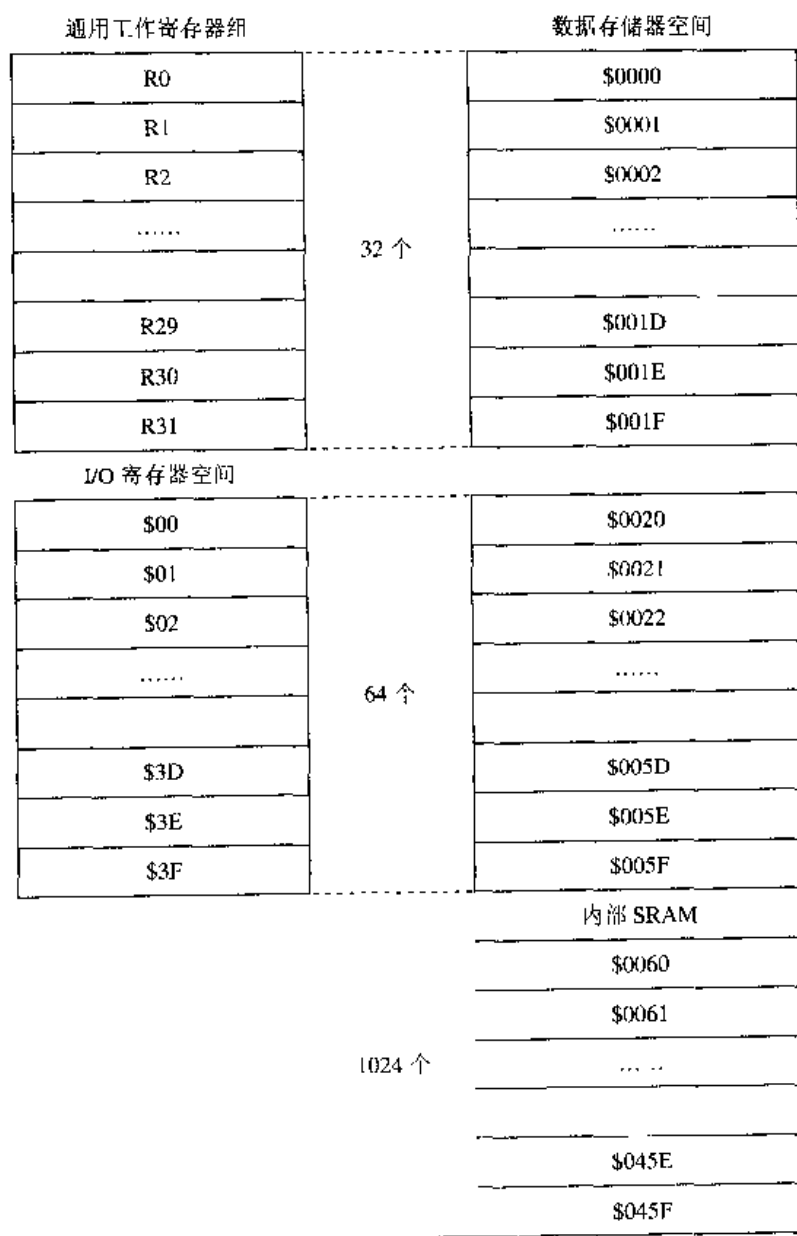 通用工作寄存器组
数据存储器空间
R0
$0000
R1
$0001
R2
$0002
……
……
32 个
R29
$001D
R30
$001E
R31
$001F
I/O 寄存器空间
$00
$0020
$01
$0021
$02
$0022
……
……
64 个
$3D
$005D
$3E
$005E
$3F
$005F
内部 SRAM
$0060
$0061
1024 个
……
$045E
$045F